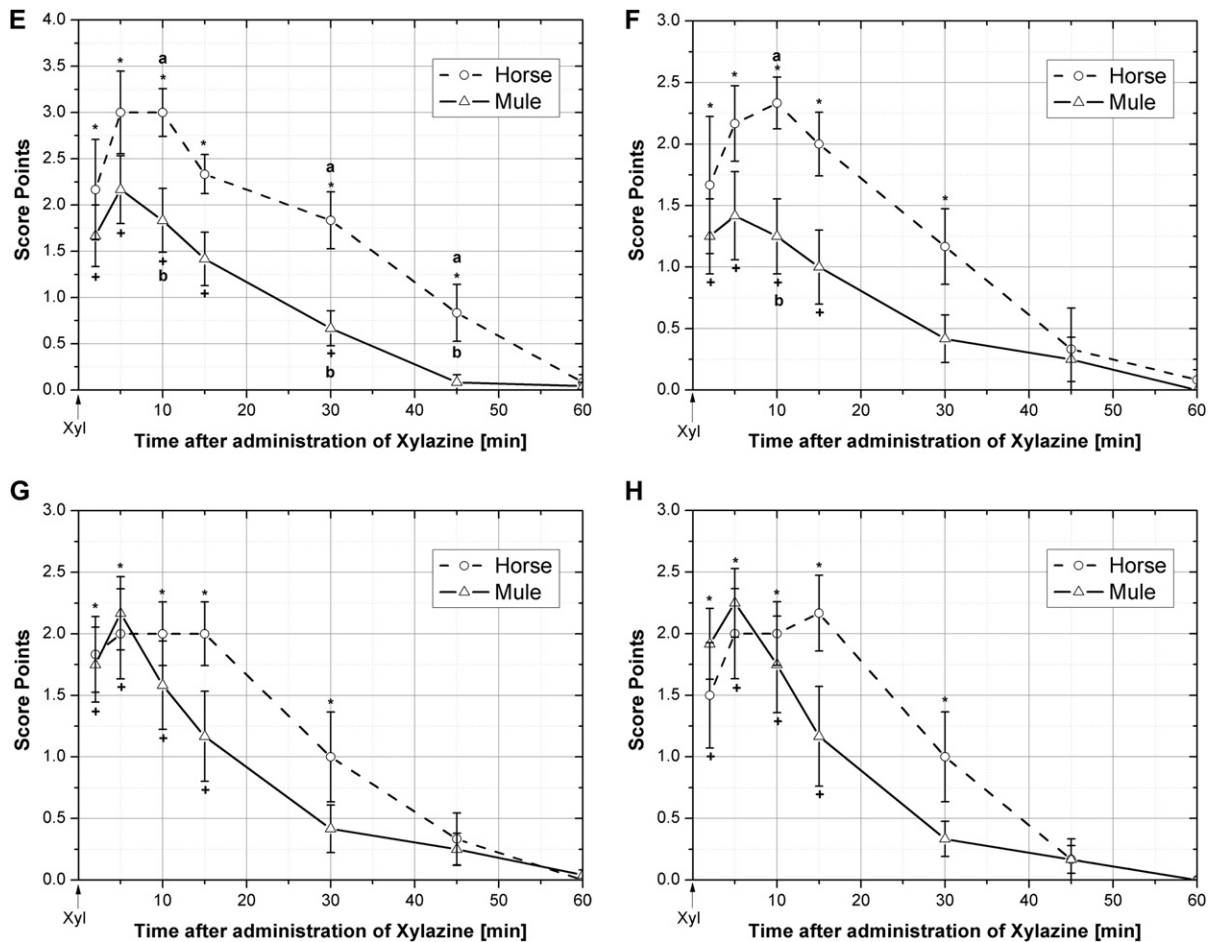 E
4.0
3.5
3.0
2.5
2.0
1.5
1.0
0.5
0.0
Score Points
* * a * * a * a *
+ + + b + + b b
Horse
Mule
10 20 30 40 50 60
Xyl
Time after administration of Xylazine [min]
F
3.0
2.5
2.0
1.5
1.0
0.5
0.0
Score Points
* * a * * *
+ + + b +
Horse
Mule
10 20 30 40 50 60
Xyl
Time after administration of Xylazine [min]
G
3.0
2.5
2.0
1.5
1.0
0.5
0.0
Score Points
* * * * *
+ + + +
Horse
Mule
10 20 30 40 50 60
Xyl
Time after administration of Xylazine [min]
H
3.0
2.5
2.0
1.5
1.0
0.5
0.0
Score Points
* * * * *
+ + + +
Horse
Mule
10 20 30 40 50 60
Xyl
Time after administration of Xylazine [min]